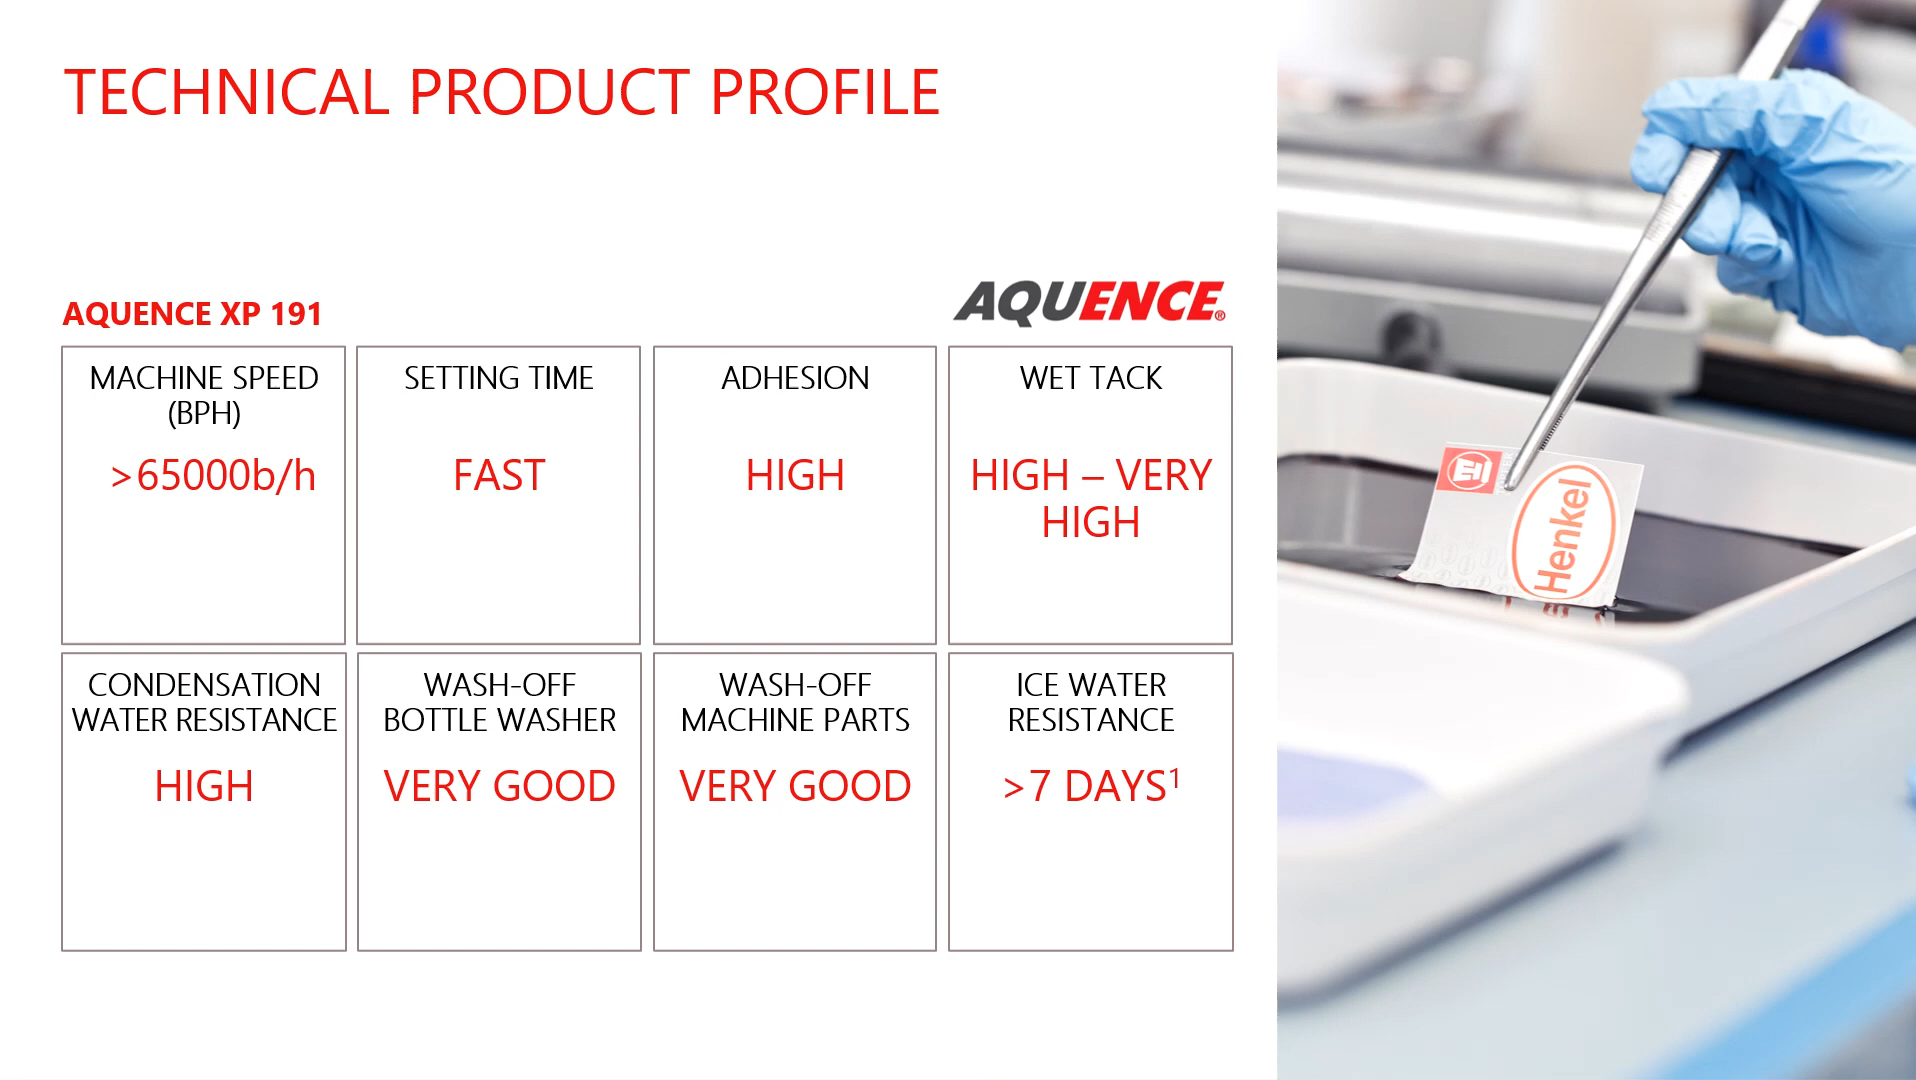 TECHNICAL PRODUCT PROFILE
AQUENCE XP 191
AQUENCE®
MACHINE SPEED
(BPH)
>65000b/h
SETTING TIME
FAST
ADHESION
HIGH
WET TACK
HIGH – VERY
HIGH
CONDENSATION
WATER RESISTANCE
HIGH
WASH-OFF
BOTTLE WASHER
VERY GOOD
WASH-OFF
MACHINE PARTS
VERY GOOD
ICE WATER
RESISTANCE
>7 DAYS¹
Henkel